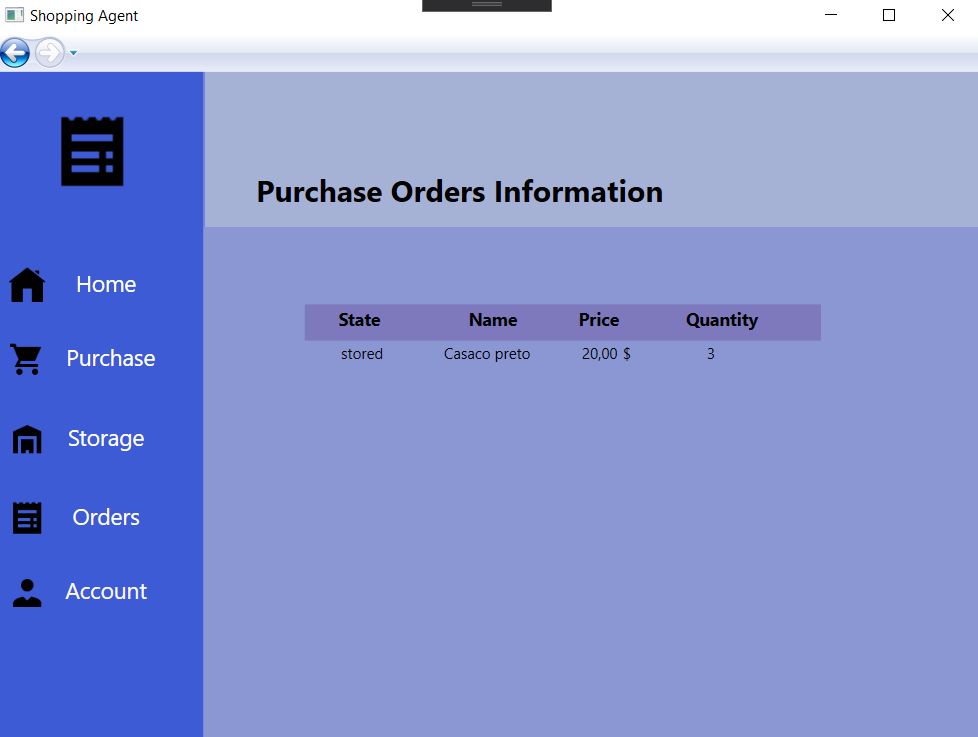 Shopping Agent
Purchase Orders Information
Home
Purchase
Storage
Orders
Account
State Name Price Quantity
stored Casaco preto 20,00 $ 3